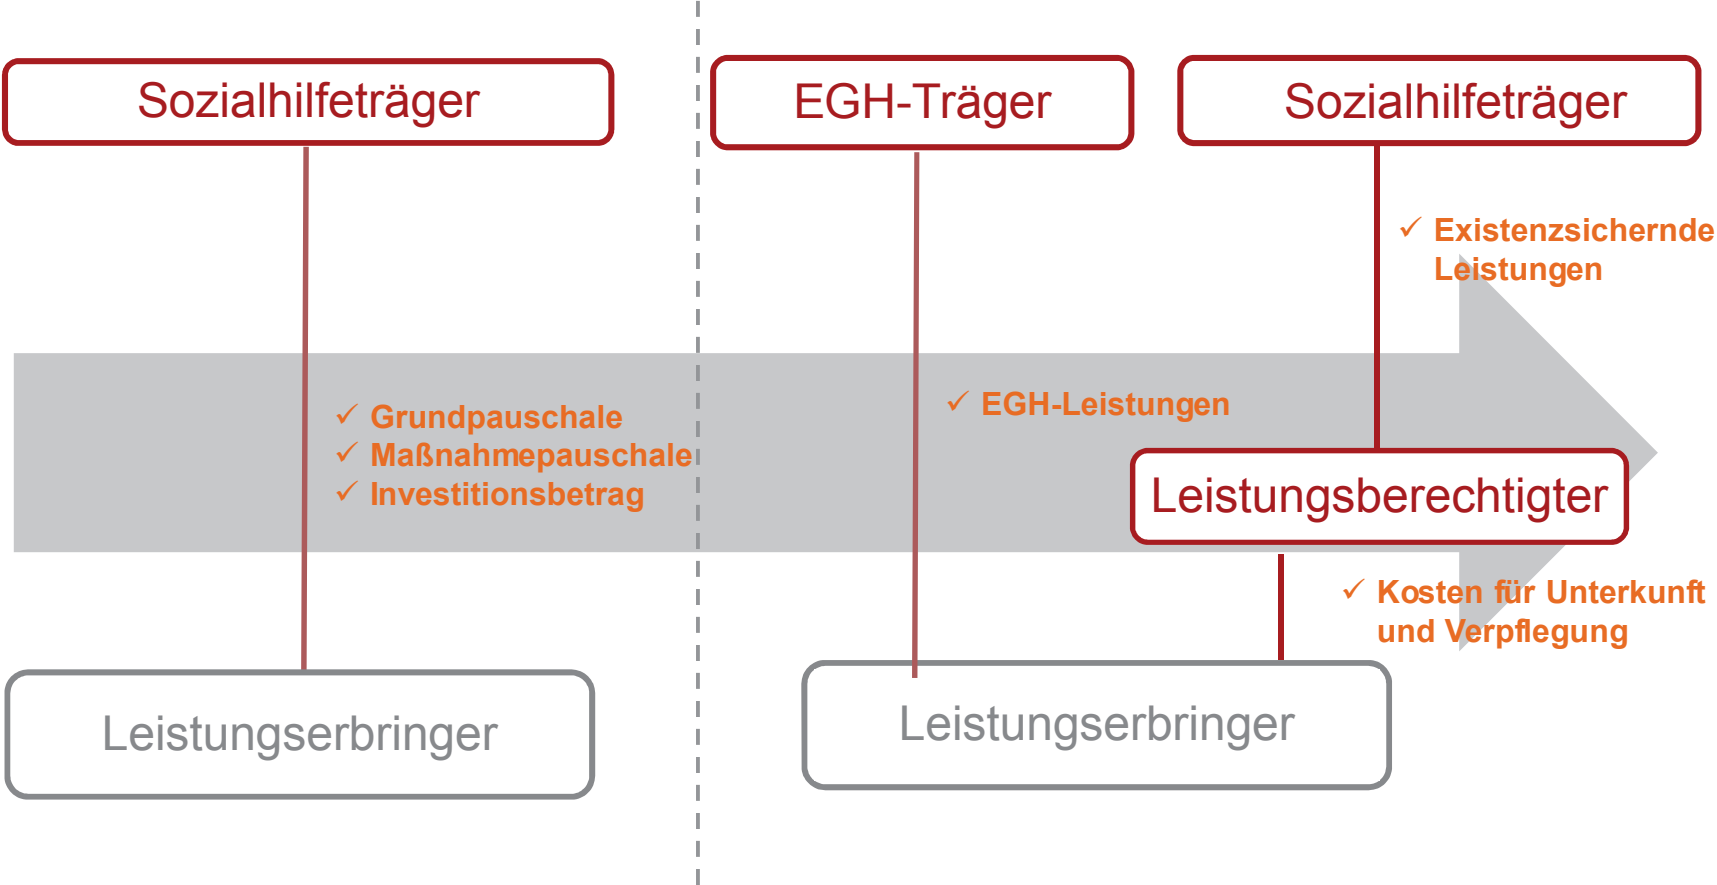 Sozialhilfeträger
Grundpauschale
Maßnahmepauschale
Investitionsbetrag
Leistungserbringer
EGH-Träger
Sozialhilfeträger
Existenzsichernde
Leistungen
EGH-Leistungen
Leistungsberechtigter
Kosten für Unterkunft
und Verpflegung
Leistungserbringer